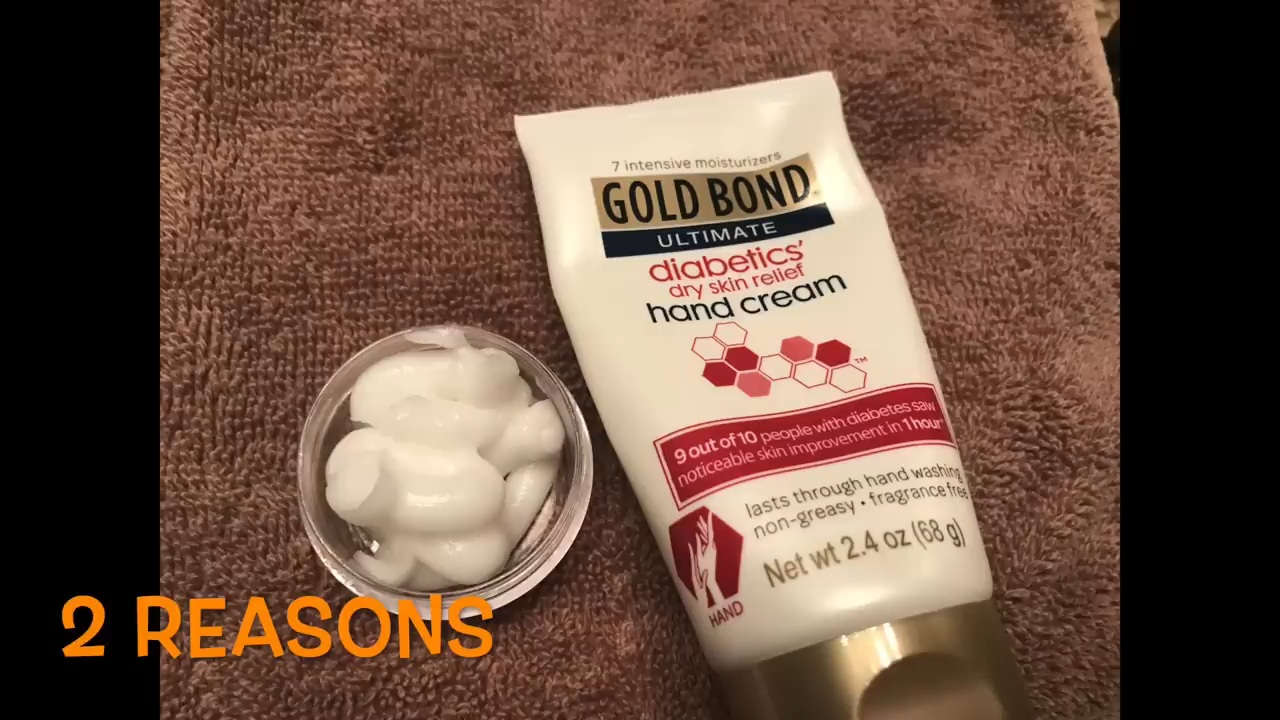 7 intensive moisturizers
GOLD BOND
ULTIMATE
diabetics'
dry skin relief
hand cream
TM
9 out of 10 people with diabetes saw
noticeable skin improvement in 1 hour*
lasts through hand washing
non-greasy • fragrance free
Net wt 2.4 oz (68 g)
HAND
2 REASONS